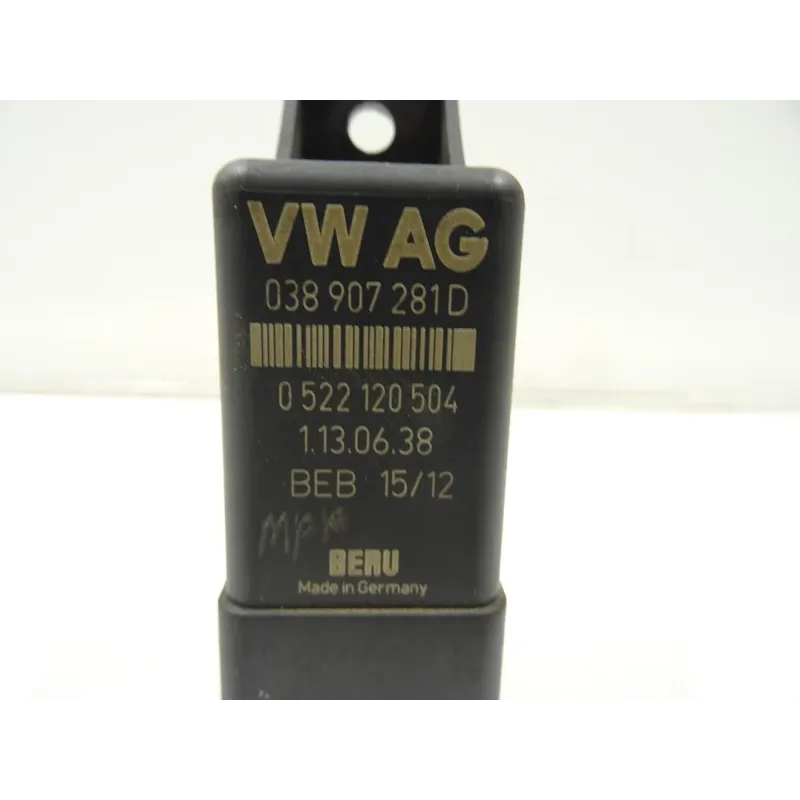 VW AG
038 907 281D
0 522 120 504
1.13.06.38
BEB 15/12
BERU
Made in Germany